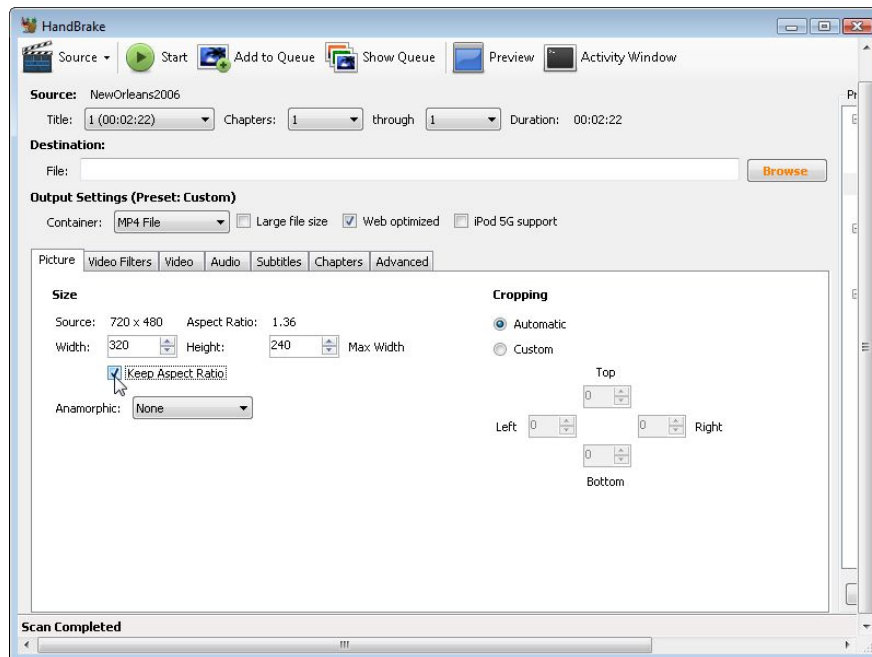 HandBrake
Source Start Add to Queue Show Queue Preview Activity Window
Source: NewOrleans2006
Title: 1 (00:02:22) Chapters: 1 through 1 Duration: 00:02:22
Destination:
File: Browse
Output Settings (Preset: Custom)
Container: MP4 File Large file size Web optimized iPod 5G support
Picture Video Filters Video Audio Subtitles Chapters Advanced
Size Cropping
Source: 720 x 480 Aspect Ratio: 1.36 Automatic
Width: 320 Height: 240 Max Width Custom
Keep Aspect Ratio Top
0
Anamorphic: None
Left 0 0 Right
0
Bottom
Scan Completed